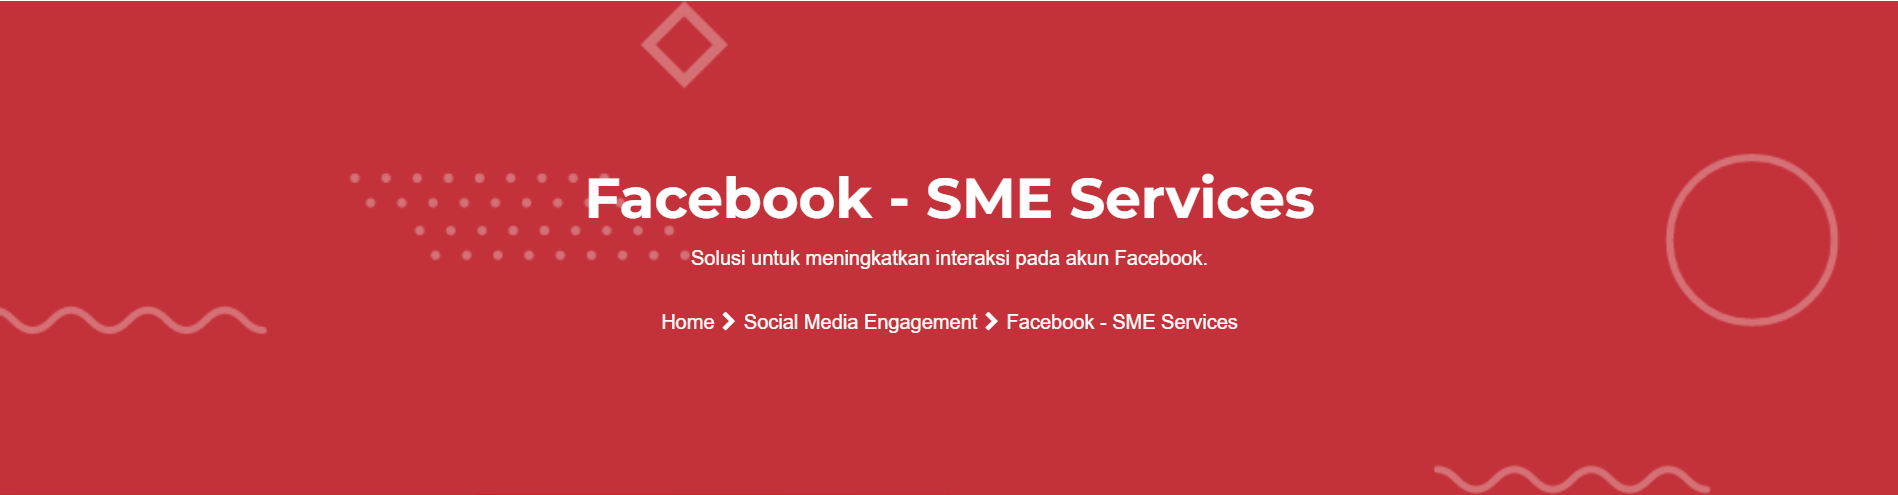 Facebook - SME Services
Solusi untuk meningkatkan interaksi pada akun Facebook.
Home Social Media Engagement Facebook - SME Services